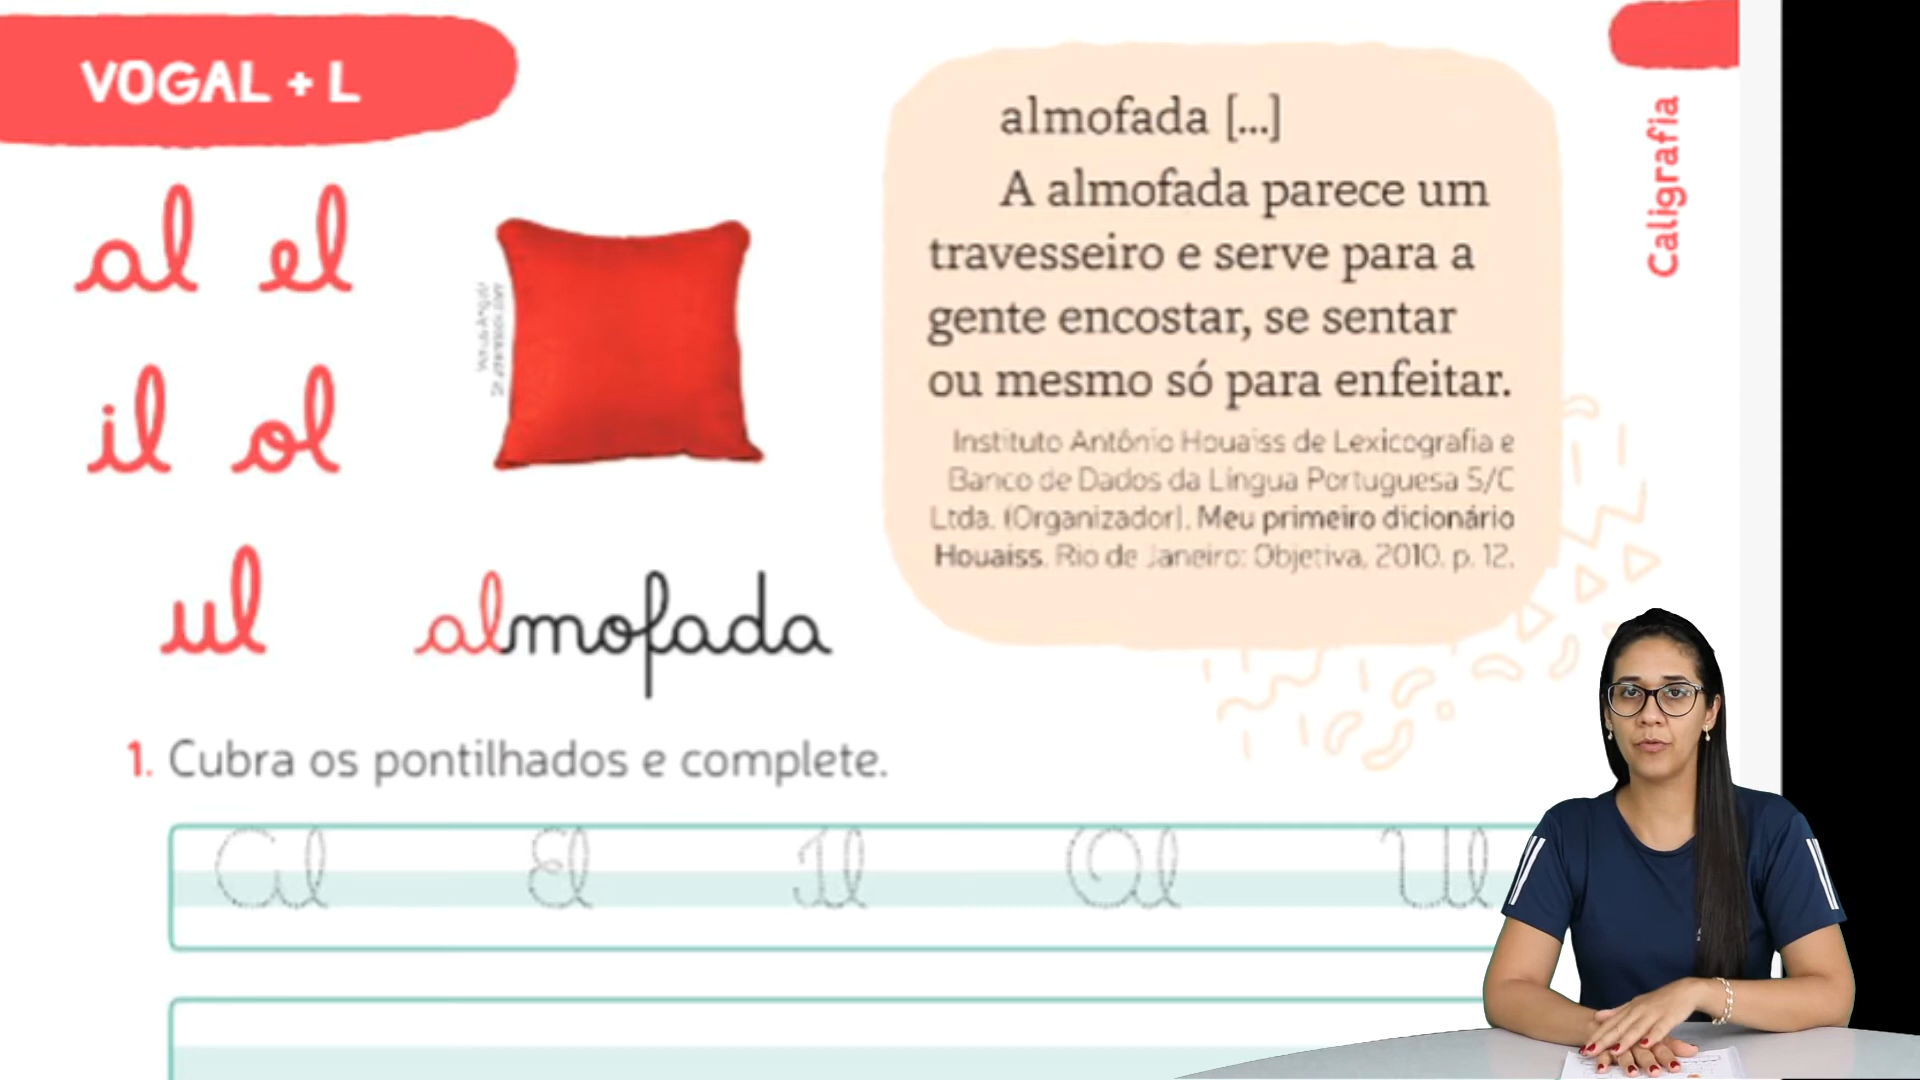 VOGAL + L
al el
il ol
ul
almofada
almofada [...]
A almofada parece um
travesseiro e serve para a
gente encostar, se sentar
ou mesmo só para enfeitar.
Instituto Antônio Houaiss de Lexicografia e
Banco de Dados da Língua Portuguesa S/C
Ltda. (Organizador). Meu primeiro dicionário
Houaiss. Rio de Janeiro: Objetiva, 2010. p. 12.
Caligrafia
1. Cubra os pontilhados e complete.
Al El Il Ol Ul